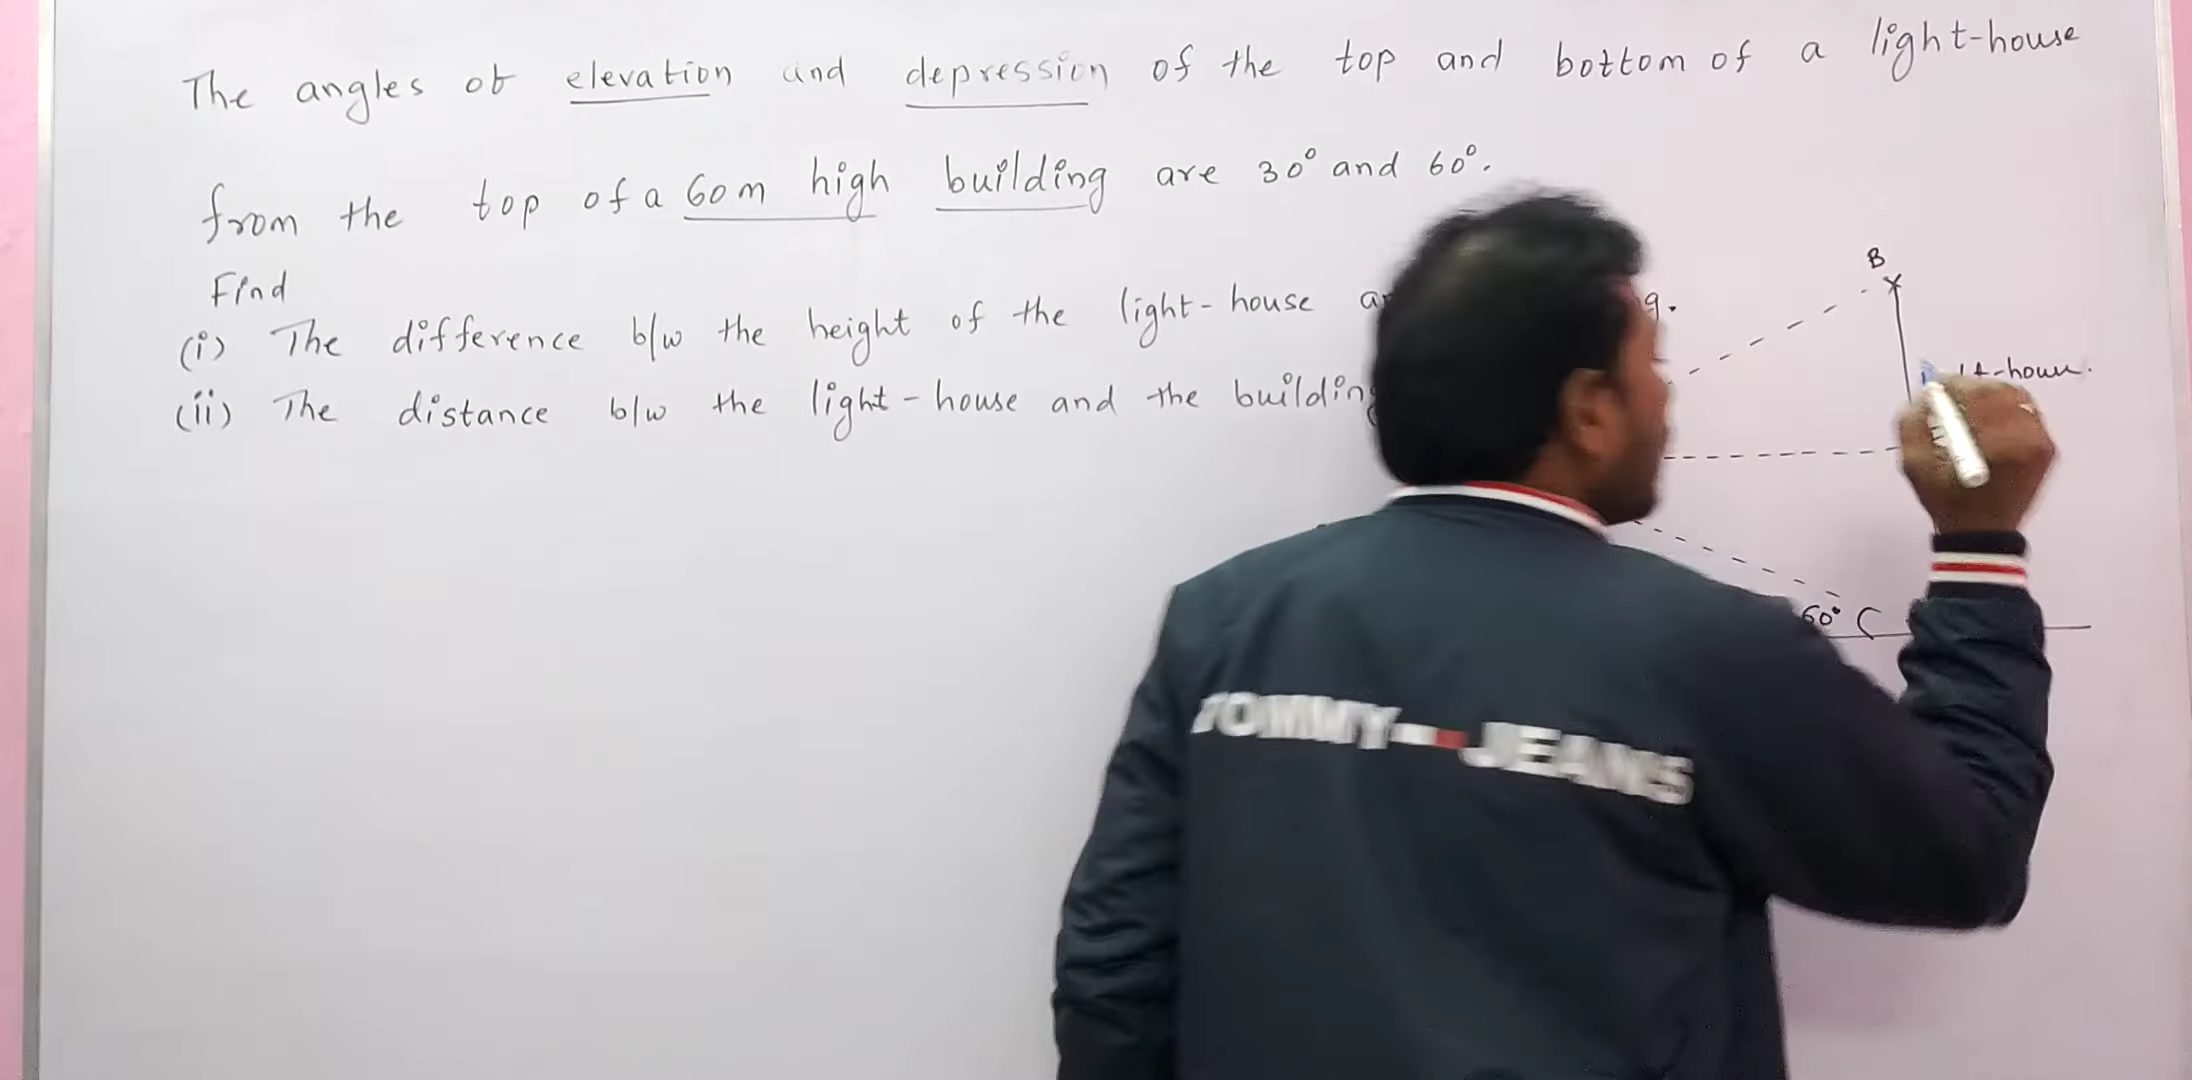 The angles of elevation and depression of the top and bottom of a light-house
from the top of a 60m high building are 30° and 60°.
Find
(i) The difference b/w the height of the light-house
(ii) The distance b/w the light-house and the building
B
60°
TOMMY JEANS